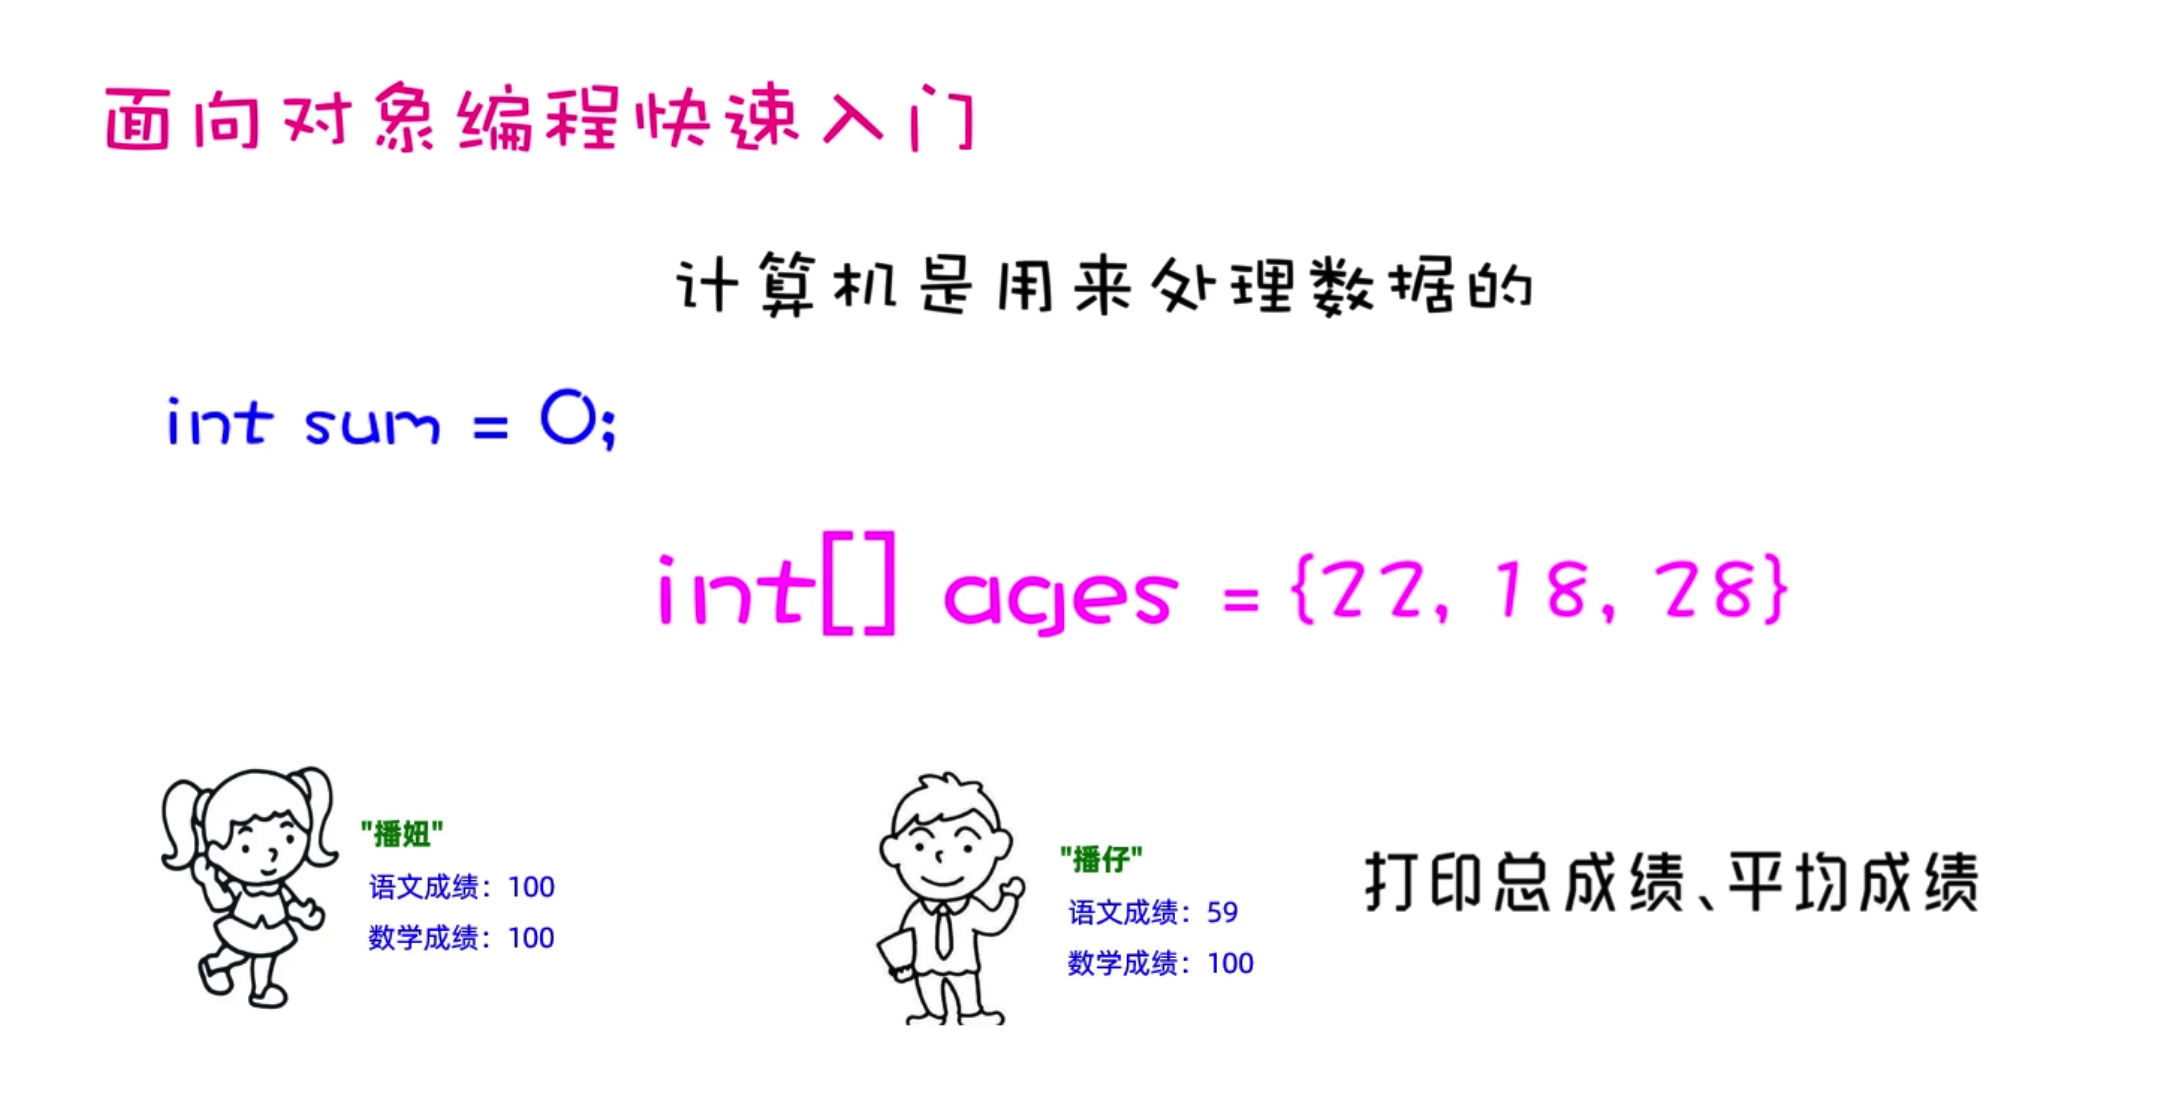 面向对象编程快速入门
计算机是用来处理数据的
int sum = 0;
int[] ages = {22, 18, 28}
"播妞"
语文成绩：100
数学成绩：100
"播仔"
语文成绩：59
数学成绩：100
打印总成绩、平均成绩